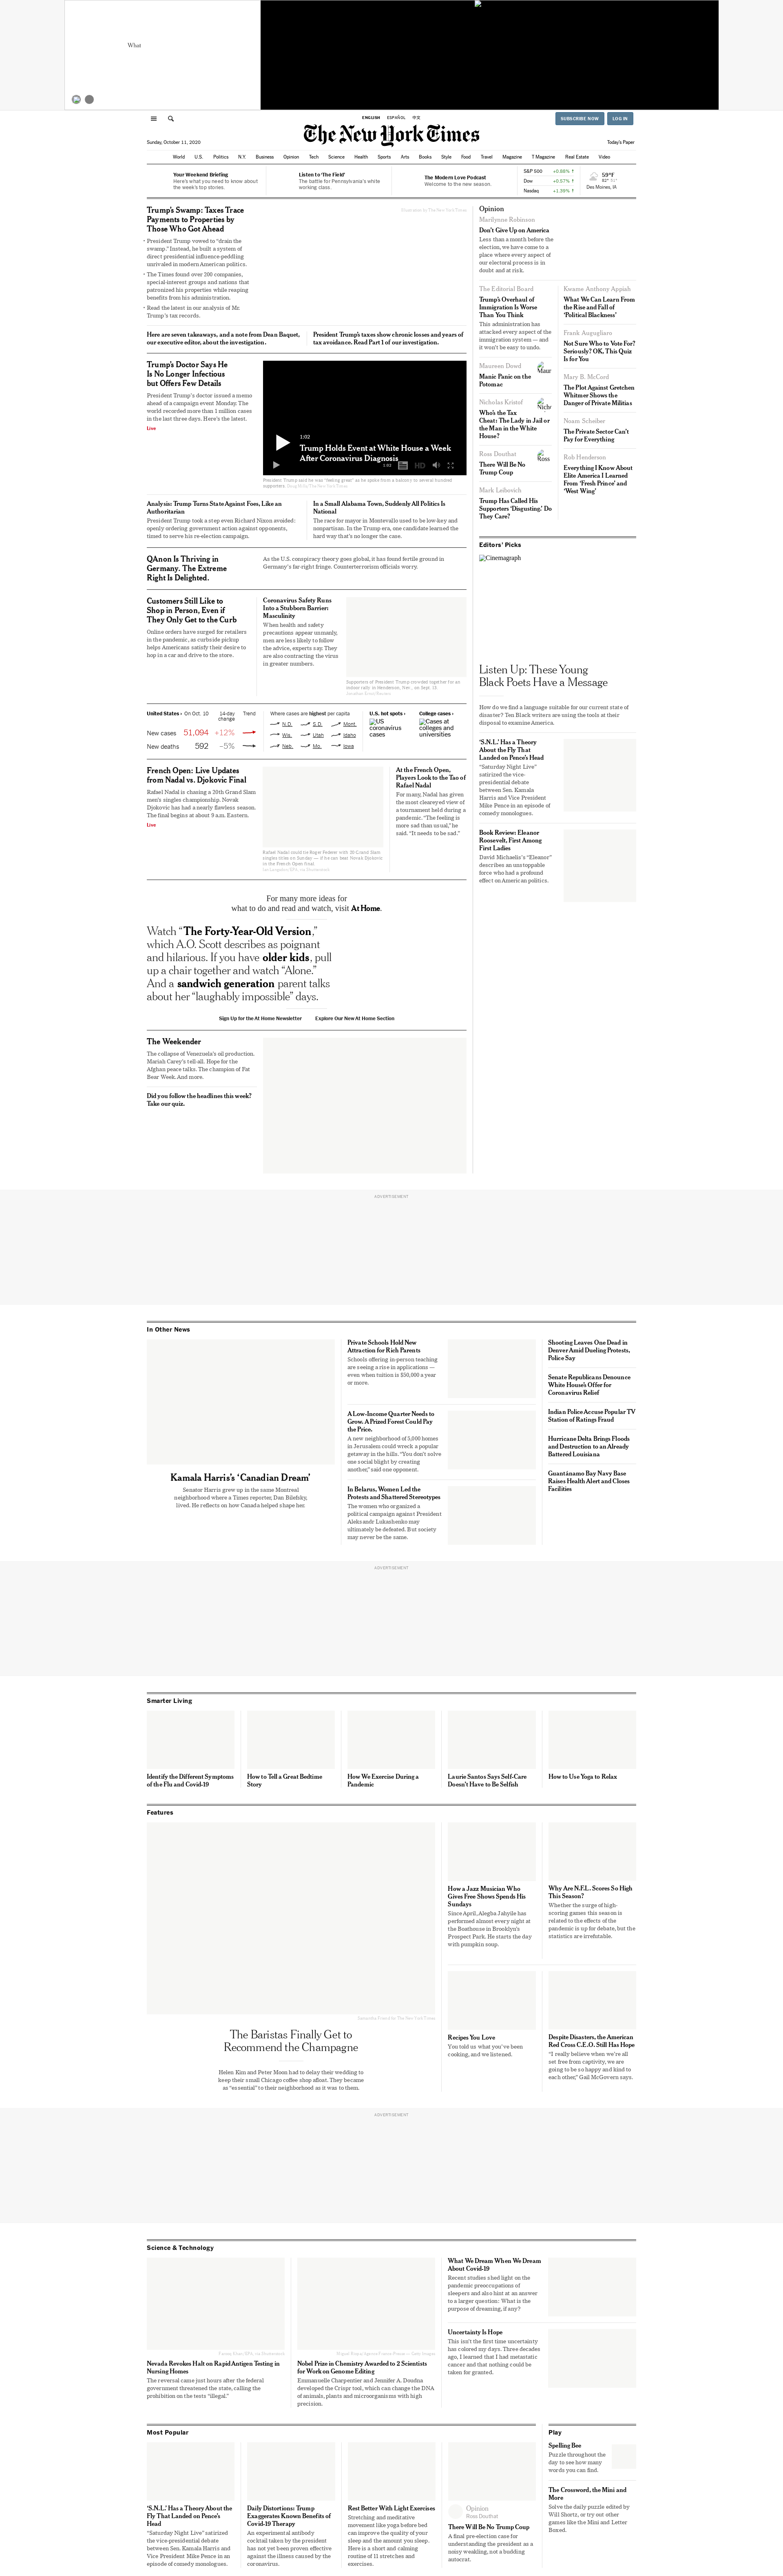 What
ENGLISH ESPAÑOL 中文
SUBSCRIBE NOW LOG IN
The New York Times
Sunday, October 11, 2020
Today's Paper
World U.S. Politics N.Y. Business Opinion Tech Science Health Sports Arts Books Style Food Travel Magazine T Magazine Real Estate Video
Your Weekend Briefing
Here's what you need to know about
the week's top stories.
Listen to 'The Field'
The battle for Pennsylvania's white
working class.
The Modern Love Podcast
Welcome to the new season.
S&P 500 +0.88%
Dow +0.57%
Nasdaq +1.39%
59°F
Des Moines, IA
Trump's Swamp: Taxes Trace
Payments to Properties by
Those Who Got Ahead
President Trump vowed to "drain the
swamp." Instead, he built a system of
direct presidential influence-peddling
unrivaled in modern American politics.
The Times found over 200 companies,
special-interest groups and nations that
patronized his properties while reaping
benefits from his administration.
Read the latest in our analysis of Mr.
Trump's tax records.
Here are seven takeaways, and a note from Dean Baquet,
our executive editor, about the investigation.
President Trump's taxes show chronic losses and years of
tax avoidance. Read Part 1 of our investigation.
Trump's Doctor Says He
Is No Longer Infectious
but Offers Few Details
President Trump's doctor issued a memo
ahead of a campaign event Monday. The
world recorded more than 1 million cases
in the last three days. Here's the latest.
Live
1:02
Trump Holds Event at White House a Week
After Coronavirus Diagnosis
1:03 HD
President Trump said he was "feeling great" as he spoke from a balcony to several hundred
supporters.
Analysis: Trump Turns State Against Foes, Like an
Authoritarian
President Trump took a step even Richard Nixon avoided:
openly ordering government action against opponents,
timed to serve his re-election campaign.
In a Small Alabama Town, Suddenly All Politics Is
National
The race for mayor in Montevallo used to be low-key and
nonpartisan. In the Trump era, one candidate learned the
hard way that's no longer the case.
QAnon Is Thriving in
Germany. The Extreme
Right Is Delighted.
As the U.S. conspiracy theory goes global, it has found fertile ground in
Germany's far-right fringe. Counterterrorism officials worry.
Customers Still Like to
Shop in Person, Even if
They Only Get to the Curb
Online orders have surged for retailers
in the pandemic, as curbside pickup
helps Americans satisfy their desire to
hop in a car and drive to the store.
Coronavirus Safety Runs
Into a Stubborn Barrier:
Masculinity
When health and safety
precautions appear unmanly,
men are less likely to follow
the advice, experts say. They
are also contracting the virus
in greater numbers.
Supporters of President Trump crowded together for an
indoor rally in Henderson, Nev., on Sept. 13.
United States › On Oct. 10 14-day
change Trend
New cases 51,094 +12%
New deaths 592 –5%
Where cases are highest per capita
N.D. S.D. Mont.
Wis. Utah Idaho
Neb. Mo. Iowa
U.S. hot spots ›
US
coronavirus
cases
College cases ›
Cases at
colleges and
universities
French Open: Live Updates
from Nadal vs. Djokovic Final
Rafael Nadal is chasing a 20th Grand Slam
men's singles championship. Novak
Djokovic has had a nearly flawless season.
The final begins at about 9 a.m. Eastern.
Live
Rafael Nadal could tie Roger Federer with 20 Grand Slam
singles titles on Sunday — if he can beat Novak Djokovic
in the French Open final.
At the French Open,
Players Look to the Tao of
Rafael Nadal
For many, Nadal has given
the most cleareyed view of
a tournament held during a
pandemic. "The feeling is
more sad than usual," he
said. "It needs to be sad."
For many more ideas for
what to do and read and watch, visit At Home.
Watch "The Forty-Year-Old Version,"
which A.O. Scott describes as poignant
and hilarious. If you have older kids, pull
up a chair together and watch "Alone."
And a sandwich generation parent talks
about her "laughably impossible" days.
Sign Up for the At Home Newsletter
Explore Our New At Home Section
The Weekender
The collapse of Venezuela's oil production.
Mariah Carey's tell-all. Hope for the
Afghan peace talks. The champion of Fat
Bear Week. And more.
Did you follow the headlines this week?
Take our quiz.
Opinion
Marilynne Robinson
Don't Give Up on America
Less than a month before the
election, we have come to a
place where every aspect of
our electoral process is in
doubt and at risk.
The Editorial Board
Trump's Overhaul of
Immigration Is Worse
Than You Think
This administration has
attacked every aspect of the
immigration system — and
it won't be easy to undo.
Maureen Dowd
Manic Panic on the
Potomac
Nicholas Kristof
Who's the Tax
Cheat: The Lady in Jail or
the Man in the White
House?
Ross Douthat
There Will Be No
Trump Coup
Ross
Mark Leibovich
Trump Has Called His
Supporters 'Disgusting.' Do
They Care?
Kwame Anthony Appiah
What We Can Learn From
the Rise and Fall of
'Political Blackness'
Frank Augugliaro
Not Sure Who to Vote For?
Seriously? OK, This Quiz
Is for You
Mary B. McCord
The Plot Against Gretchen
Whitmer Shows the
Danger of Private Militias
Noam Scheiber
The Private Sector Can't
Pay for Everything
Rob Henderson
Everything I Know About
Elite America I Learned
From 'Fresh Prince' and
'West Wing'
Editors' Picks
Cinemagraph
Listen Up: These Young
Black Poets Have a Message
How do we find a language suitable for our current state of
disaster? Ten Black writers are using the tools at their
disposal to examine America.
'S.N.L.' Has a Theory
About the Fly That
Landed on Pence's Head
"Saturday Night Live"
satirized the vice-
presidential debate
between Sen. Kamala
Harris and Vice President
Mike Pence in an episode of
comedy monologues.
Book Review: Eleanor
Roosevelt, First Among
First Ladies
David Michaelis's "Eleanor"
describes an unstoppable
force who had a profound
effect on American politics.
ADVERTISEMENT
In Other News
Kamala Harris's 'Canadian Dream'
Senator Harris grew up in the same Montreal
neighborhood where a Times reporter, Dan Bilefsky,
lived. He reflects on how Canada helped shape her.
Private Schools Hold New
Attraction for Rich Parents
Schools offering in-person teaching
are seeing a rise in applications —
even when tuition is $50,000 a year
or more.
A Low-Income Quarter Needs to
Grow. A Prized Forest Could Pay
the Price.
A new neighborhood of 5,000 homes
in Jerusalem could wreck a popular
getaway in the hills. "You don't solve
one social blight by creating
another," said one opponent.
In Belarus, Women Led the
Protests and Shattered Stereotypes
The women who organized a
political campaign against President
Aleksandr Lukashenko may
ultimately be defeated. But society
may never be the same.
Shooting Leaves One Dead in
Denver Amid Dueling Protests,
Police Say
Senate Republicans Denounce
White House's Offer for
Coronavirus Relief
Indian Police Accuse Popular TV
Station of Ratings Fraud
Hurricane Delta Brings Floods
and Destruction to an Already
Battered Louisiana
Guantánamo Bay Navy Base
Raises Health Alert and Closes
Facilities
ADVERTISEMENT
Smarter Living
Identify the Different Symptoms
of the Flu and Covid-19
How to Tell a Great Bedtime
Story
How We Exercise During a
Pandemic
Laurie Santos Says Self-Care
Doesn't Have to Be Selfish
How to Use Yoga to Relax
Features
The Baristas Finally Get to
Recommend the Champagne
Helen Kim and Peter Moon had to delay their wedding to
keep their small Chicago coffee shop afloat. They became
as "essential" to their neighborhood as it was to them.
How a Jazz Musician Who
Gives Free Shows Spends His
Sundays
Since April, Alegba Jahyile has
performed almost every night at
the Boathouse in Brooklyn's
Prospect Park. He starts the day
with pumpkin soup.
Why Are N.F.L. Scores So High
This Season?
Whether the surge of high-
scoring games this season is
related to the effects of the
pandemic is up for debate, but the
statistics are irrefutable.
Recipes You Love
You told us what you've been
cooking, and we listened.
Despite Disasters, the American
Red Cross C.E.O. Still Has Hope
"I really believe when we're all
set free from captivity, we are
going to be so happy and kind to
each other," Gail McGovern says.
ADVERTISEMENT
Science & Technology
Nevada Revokes Halt on Rapid Antigen Testing in
Nursing Homes
The reversal came just hours after the federal
government threatened the state, calling the
prohibition on the tests "illegal."
Nobel Prize in Chemistry Awarded to 2 Scientists
for Work on Genome Editing
Emmanuelle Charpentier and Jennifer A. Doudna
developed the Crispr tool, which can change the DNA
of animals, plants and microorganisms with high
precision.
What We Dream When We Dream
About Covid-19
Recent studies shed light on the
pandemic preoccupations of
sleepers and also hint at an answer
to a larger question: What is the
purpose of dreaming, if any?
Uncertainty Is Hope
This isn't the first time uncertainty
has colored my days. Three decades
ago, I learned that I had metastatic
cancer and that nothing could be
taken for granted.
Most Popular
'S.N.L.' Has a Theory About the
Fly That Landed on Pence's
Head
"Saturday Night Live" satirized
the vice-presidential debate
between Sen. Kamala Harris and
Vice President Mike Pence in an
episode of comedy monologues.
Daily Distortions: Trump
Exaggerates Known Benefits of
Covid-19 Therapy
An experimental antibody
cocktail taken by the president
has not yet been proven effective
against the illness caused by the
coronavirus.
Rest Better With Light Exercises
Stretching and meditative
movement like yoga before bed
can improve the quality of your
sleep and the amount you sleep.
Here is a short and calming
routine of 11 stretches and
exercises.
Opinion
Ross Douthat
There Will Be No Trump Coup
A final pre-election case for
understanding the president as a
noisy weakling, not a budding
autocrat.
Play
Spelling Bee
Puzzle throughout the
day to see how many
words you can find.
The Crossword, the Mini and
More
Solve the daily puzzle edited by
Will Shortz, or try out other
games like the Mini and Letter
Boxed.